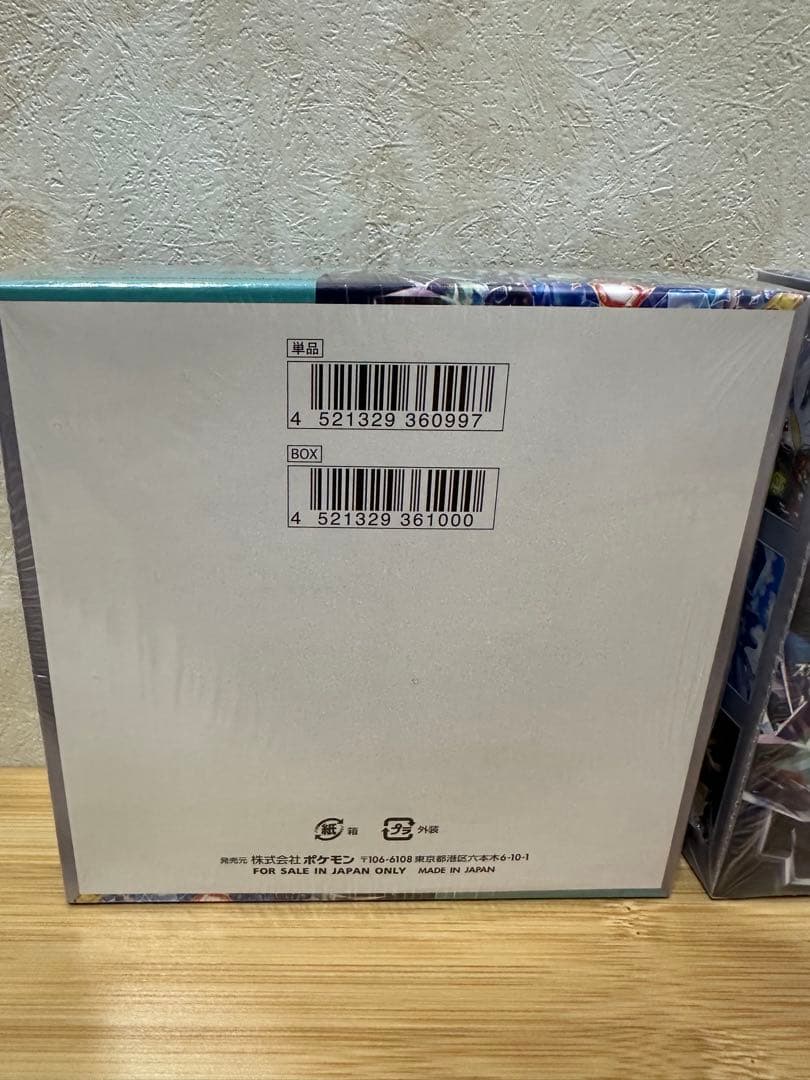 単品
4 521329 360997
BOX
4 521329 361000
紙 箱 プラ 外装
発売元 株式会社 ポケモン 〒106-6108 東京都港区六本木6-10-1
FOR SALE IN JAPAN ONLY MADE IN JAPAN